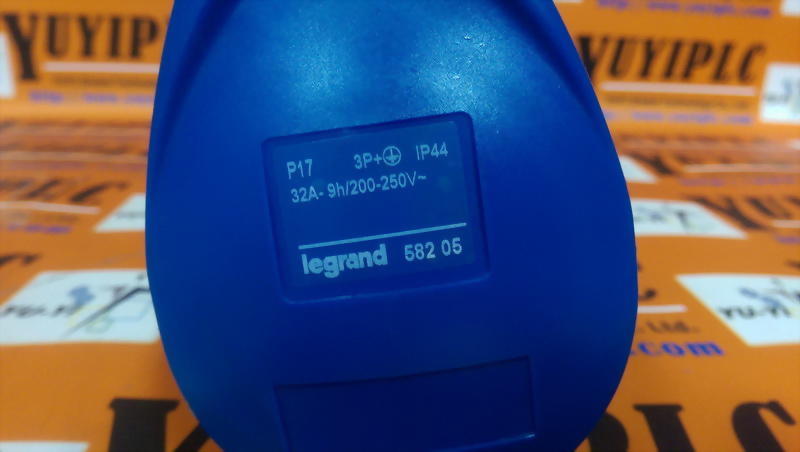 YUYIPLC
YUYIPLC
P17 3P+⏚ IP44
32A- 9h/200-250V~
legrand 582 05